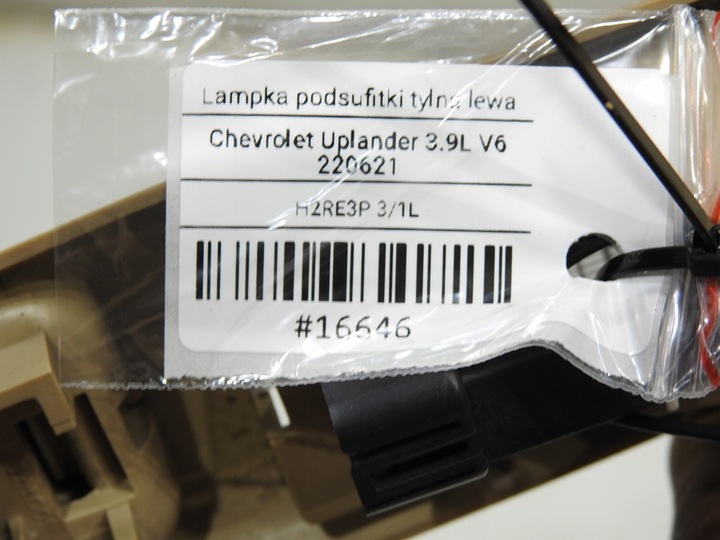 Lampka podsufitki tylna lewa
Chevrolet Uplander 3.9L V6
220621
H2RE3P 3/1L
#16646